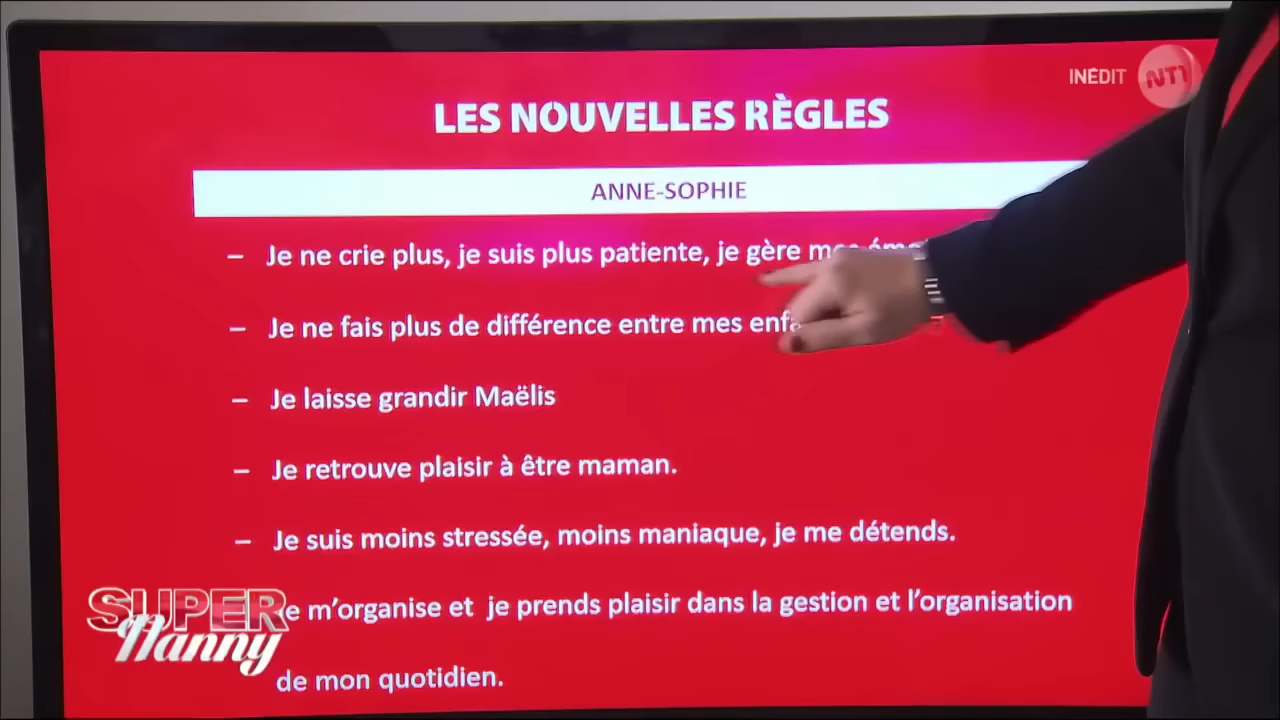 INÉDIT NT1
LES NOUVELLES RÈGLES
ANNE-SOPHIE
– Je ne crie plus, je suis plus patiente, je gère mes
– Je ne fais plus de différence entre mes
– Je laisse grandir Maëlis
– Je retrouve plaisir à être maman.
– Je suis moins stressée, moins maniaque, je me détends.
Je m’organise et je prends plaisir dans la gestion et l’organisation
de mon quotidien.
SUPER
Nanny